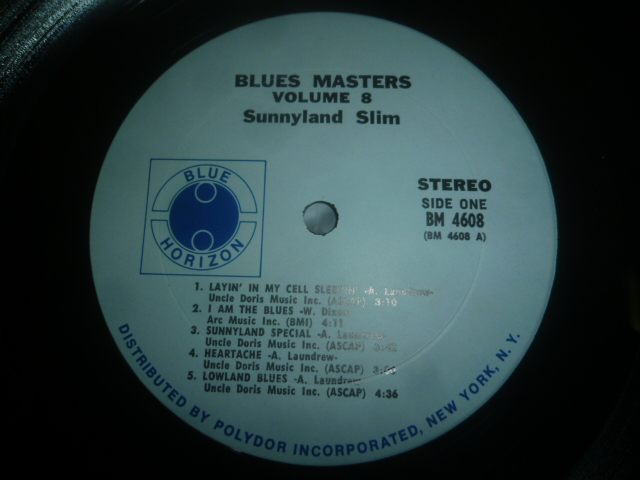 BLUES MASTERS
VOLUME 8
Sunnyland Slim
BLUE
HORIZON
STEREO
SIDE ONE
BM 4608
(BM 4608 A)
1. LAYIN' IN MY CELL SLEEPIN' -A. Laundrew-
Uncle Doris Music Inc. (ASCAP) 3:10
2. I AM THE BLUES -W. Dixon-
Arc Music Inc. (BMI) 4:11
3. SUNNYLAND SPECIAL -A. Laundrew-
Uncle Doris Music Inc. (ASCAP)
4. HEARTACHE -A. Laundrew-
Uncle Doris Music Inc. (ASCAP)
5. LOWLAND BLUES -A. Laundrew-
Uncle Doris Music Inc. (ASCAP) 4:36
DISTRIBUTED BY POLYDOR INCORPORATED, NEW YORK, N. Y.